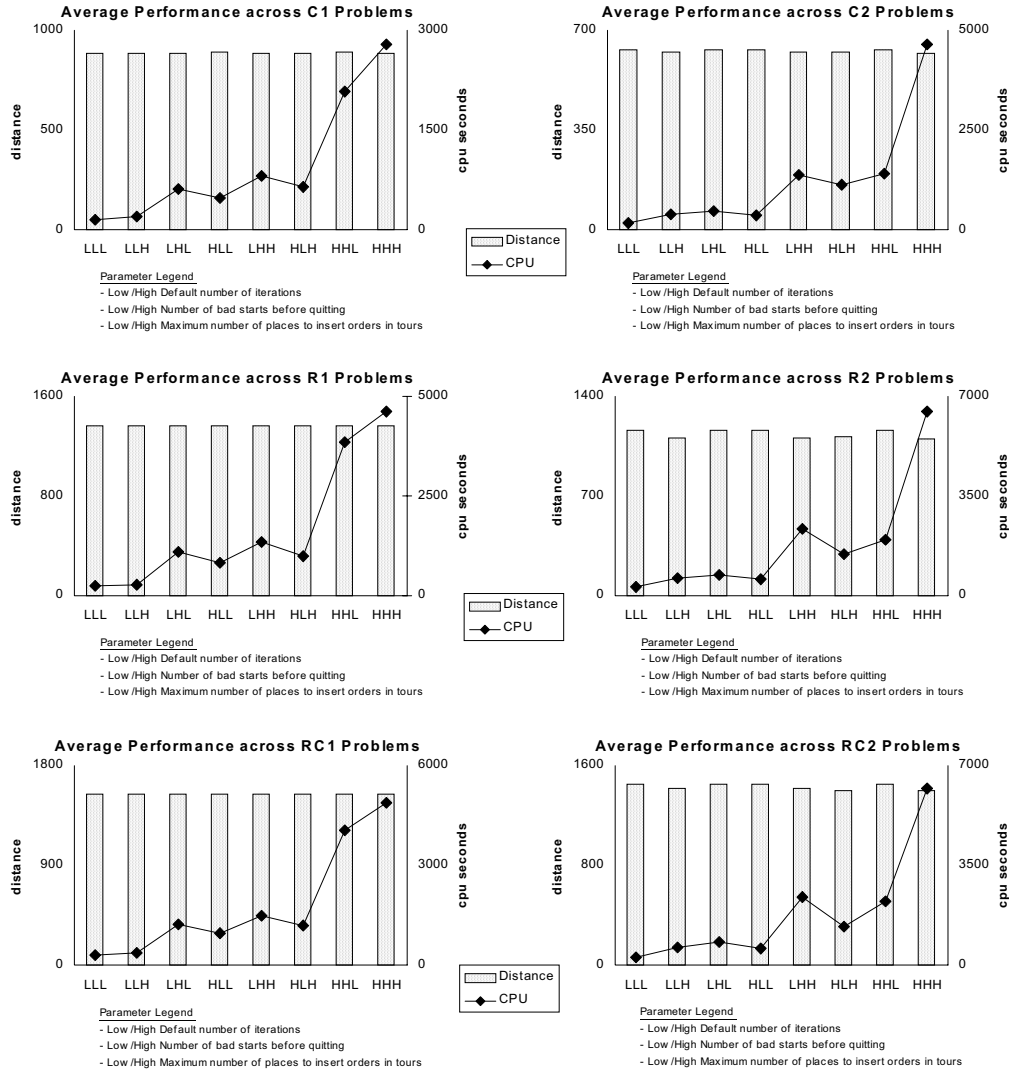 Average Performance across C1 Problems
1000
500
0
distance
3000
1500
0
cpu seconds
LLL LLH LHL HLL LHH HLH HHL HHH
Parameter Legend
- Low /High Default number of iterations
- Low /High Number of bad starts before quitting
- Low /High Maximum number of places to insert orders in tours
Distance
CPU
Average Performance across C2 Problems
700
350
0
distance
5000
2500
0
cpu seconds
LLL LLH LHL HLL LHH HLH HHL HHH
Parameter Legend
- Low /High Default number of iterations
- Low /High Number of bad starts before quitting
- Low /High Maximum number of places to insert orders in tours
Average Performance across R1 Problems
1600
800
0
distance
5000
2500
0
cpu seconds
LLL LLH LHL HLL LHH HLH HHL HHH
Parameter Legend
- Low /High Default number of iterations
- Low /High Number of bad starts before quitting
- Low /High Maximum number of places to insert orders in tours
Distance
CPU
Average Performance across R2 Problems
1400
700
0
distance
7000
3500
0
cpu seconds
LLL LLH LHL HLL LHH HLH HHL HHH
Parameter Legend
- Low /High Default number of iterations
- Low /High Number of bad starts before quitting
- Low /High Maximum number of places to insert orders in tours
Average Performance across RC1 Problems
1800
900
0
distance
6000
3000
0
cpu seconds
LLL LLH LHL HLL LHH HLH HHL HHH
Parameter Legend
- Low /High Default number of iterations
- Low /High Number of bad starts before quitting
- Low /High Maximum number of places to insert orders in tours
Distance
CPU
Average Performance across RC2 Problems
1600
800
0
distance
7000
3500
0
cpu seconds
LLL LLH LHL HLL LHH HLH HHL HHH
Parameter Legend
- Low /High Default number of iterations
- Low /High Number of bad starts before quitting
- Low /High Maximum number of places to insert orders in tours